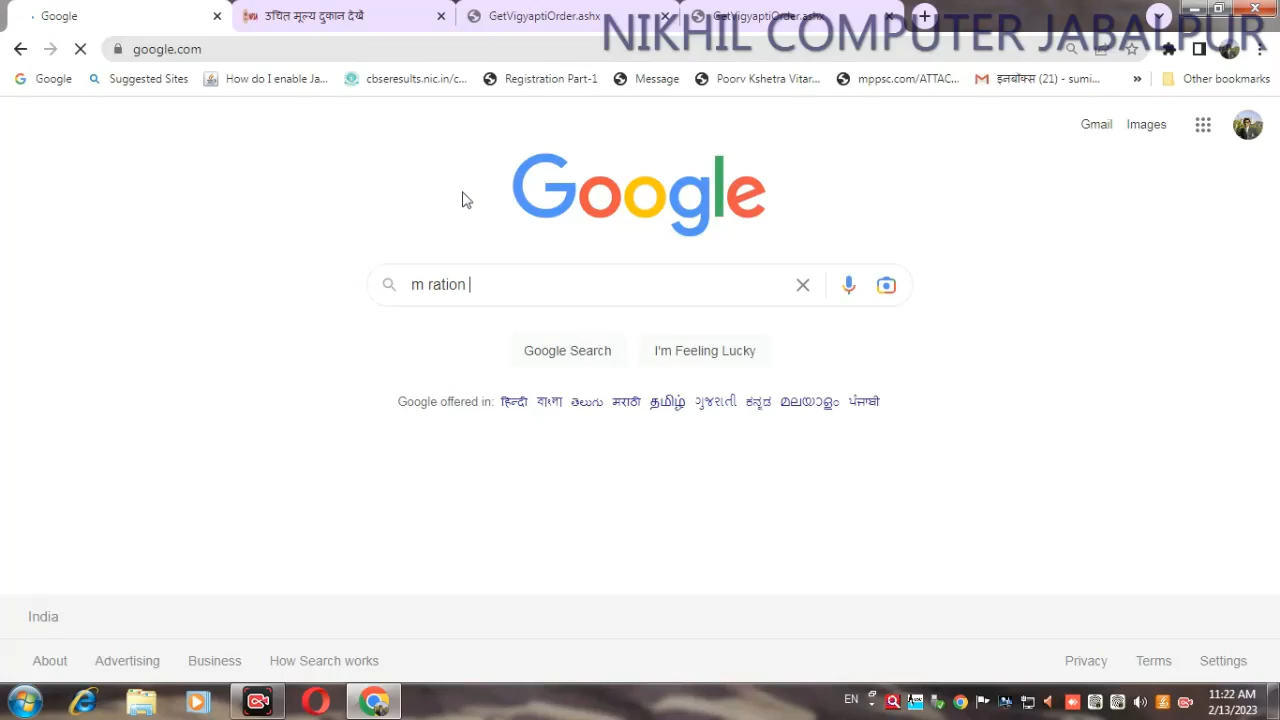 Google
उचित मूल्य दुकान देखें
GetVigyaptiOrder.ashx
GetVigyaptiOrder.ashx
NIKHIL COMPUTER JABALPUR
google.com
Google
Suggested Sites
How do I enable Ja...
cbseresults.nic.in/c...
Registration Part-1
Message
Poorv Kshetra Vitar...
mppsc.com/ATTAC...
इनबॉक्स (21) - sumi...
»
Other bookmarks
Gmail
Images
Google
m ration
Google Search
I'm Feeling Lucky
Google offered in: हिन्दी বাংলা తెలుగు मराठी தமிழ் ગુજરાતી ಕನ್ನಡ മലയാളം ਪੰਜਾਬੀ
India
About
Advertising
Business
How Search works
Privacy
Terms
Settings
EN
11:22 AM
2/13/2023